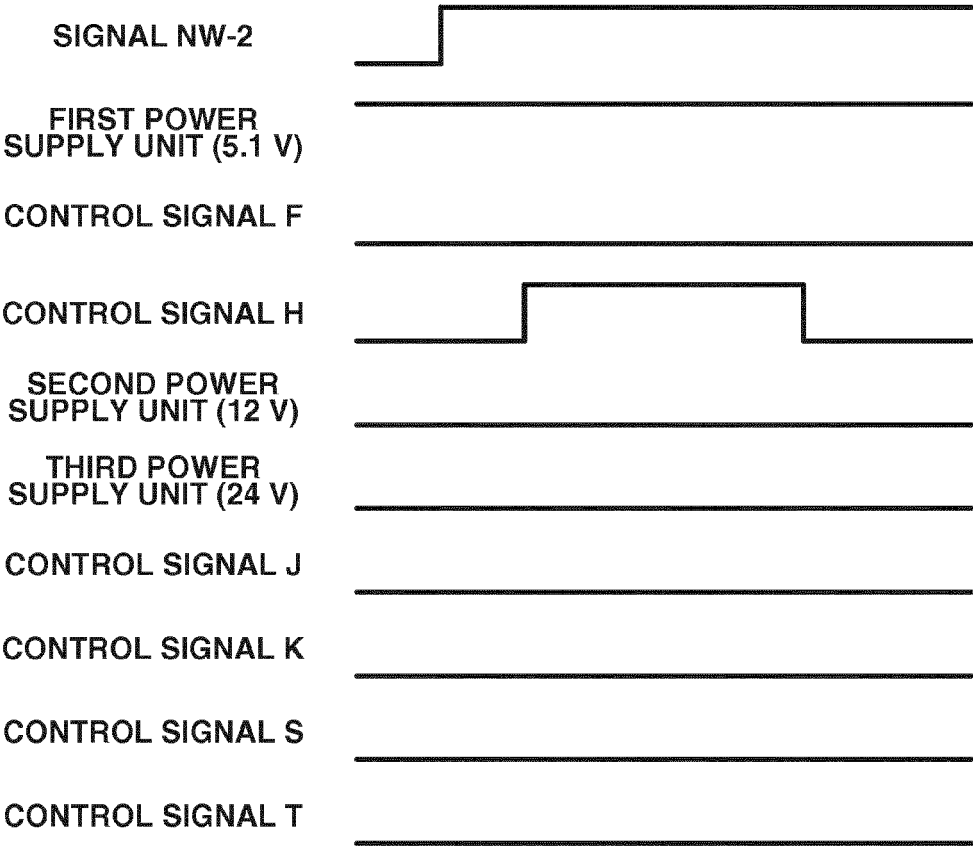 SIGNAL NW-2
FIRST POWER
SUPPLY UNIT (5.1 V)
CONTROL SIGNAL F
CONTROL SIGNAL H
SECOND POWER
SUPPLY UNIT (12 V)
THIRD POWER
SUPPLY UNIT (24 V)
CONTROL SIGNAL J
CONTROL SIGNAL K
CONTROL SIGNAL S
CONTROL SIGNAL T